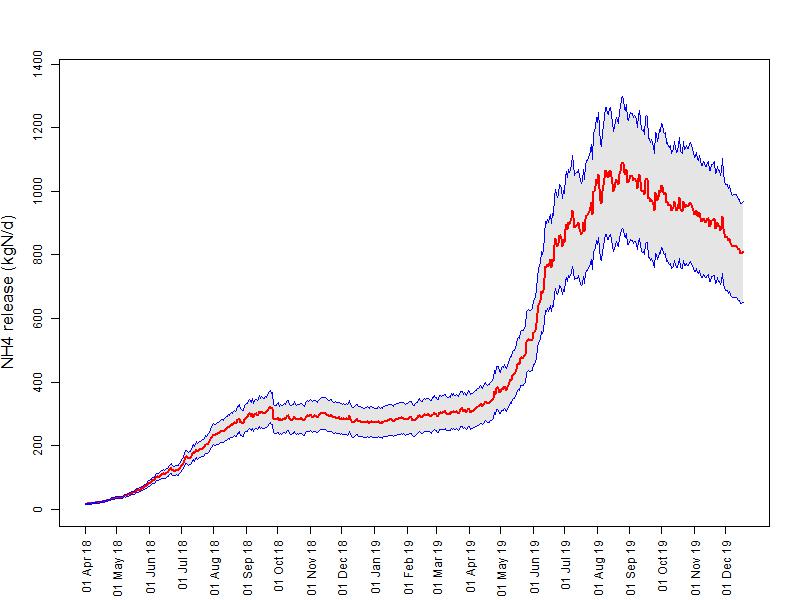 NH4 release (kgN/d)
1400
1200
1000
800
600
400
200
0
01 Apr 18
01 May 18
01 Jun 18
01 Jul 18
01 Aug 18
01 Sep 18
01 Oct 18
01 Nov 18
01 Dec 18
01 Jan 19
01 Feb 19
01 Mar 19
01 Apr 19
01 May 19
01 Jun 19
01 Jul 19
01 Aug 19
01 Sep 19
01 Oct 19
01 Nov 19
01 Dec 19